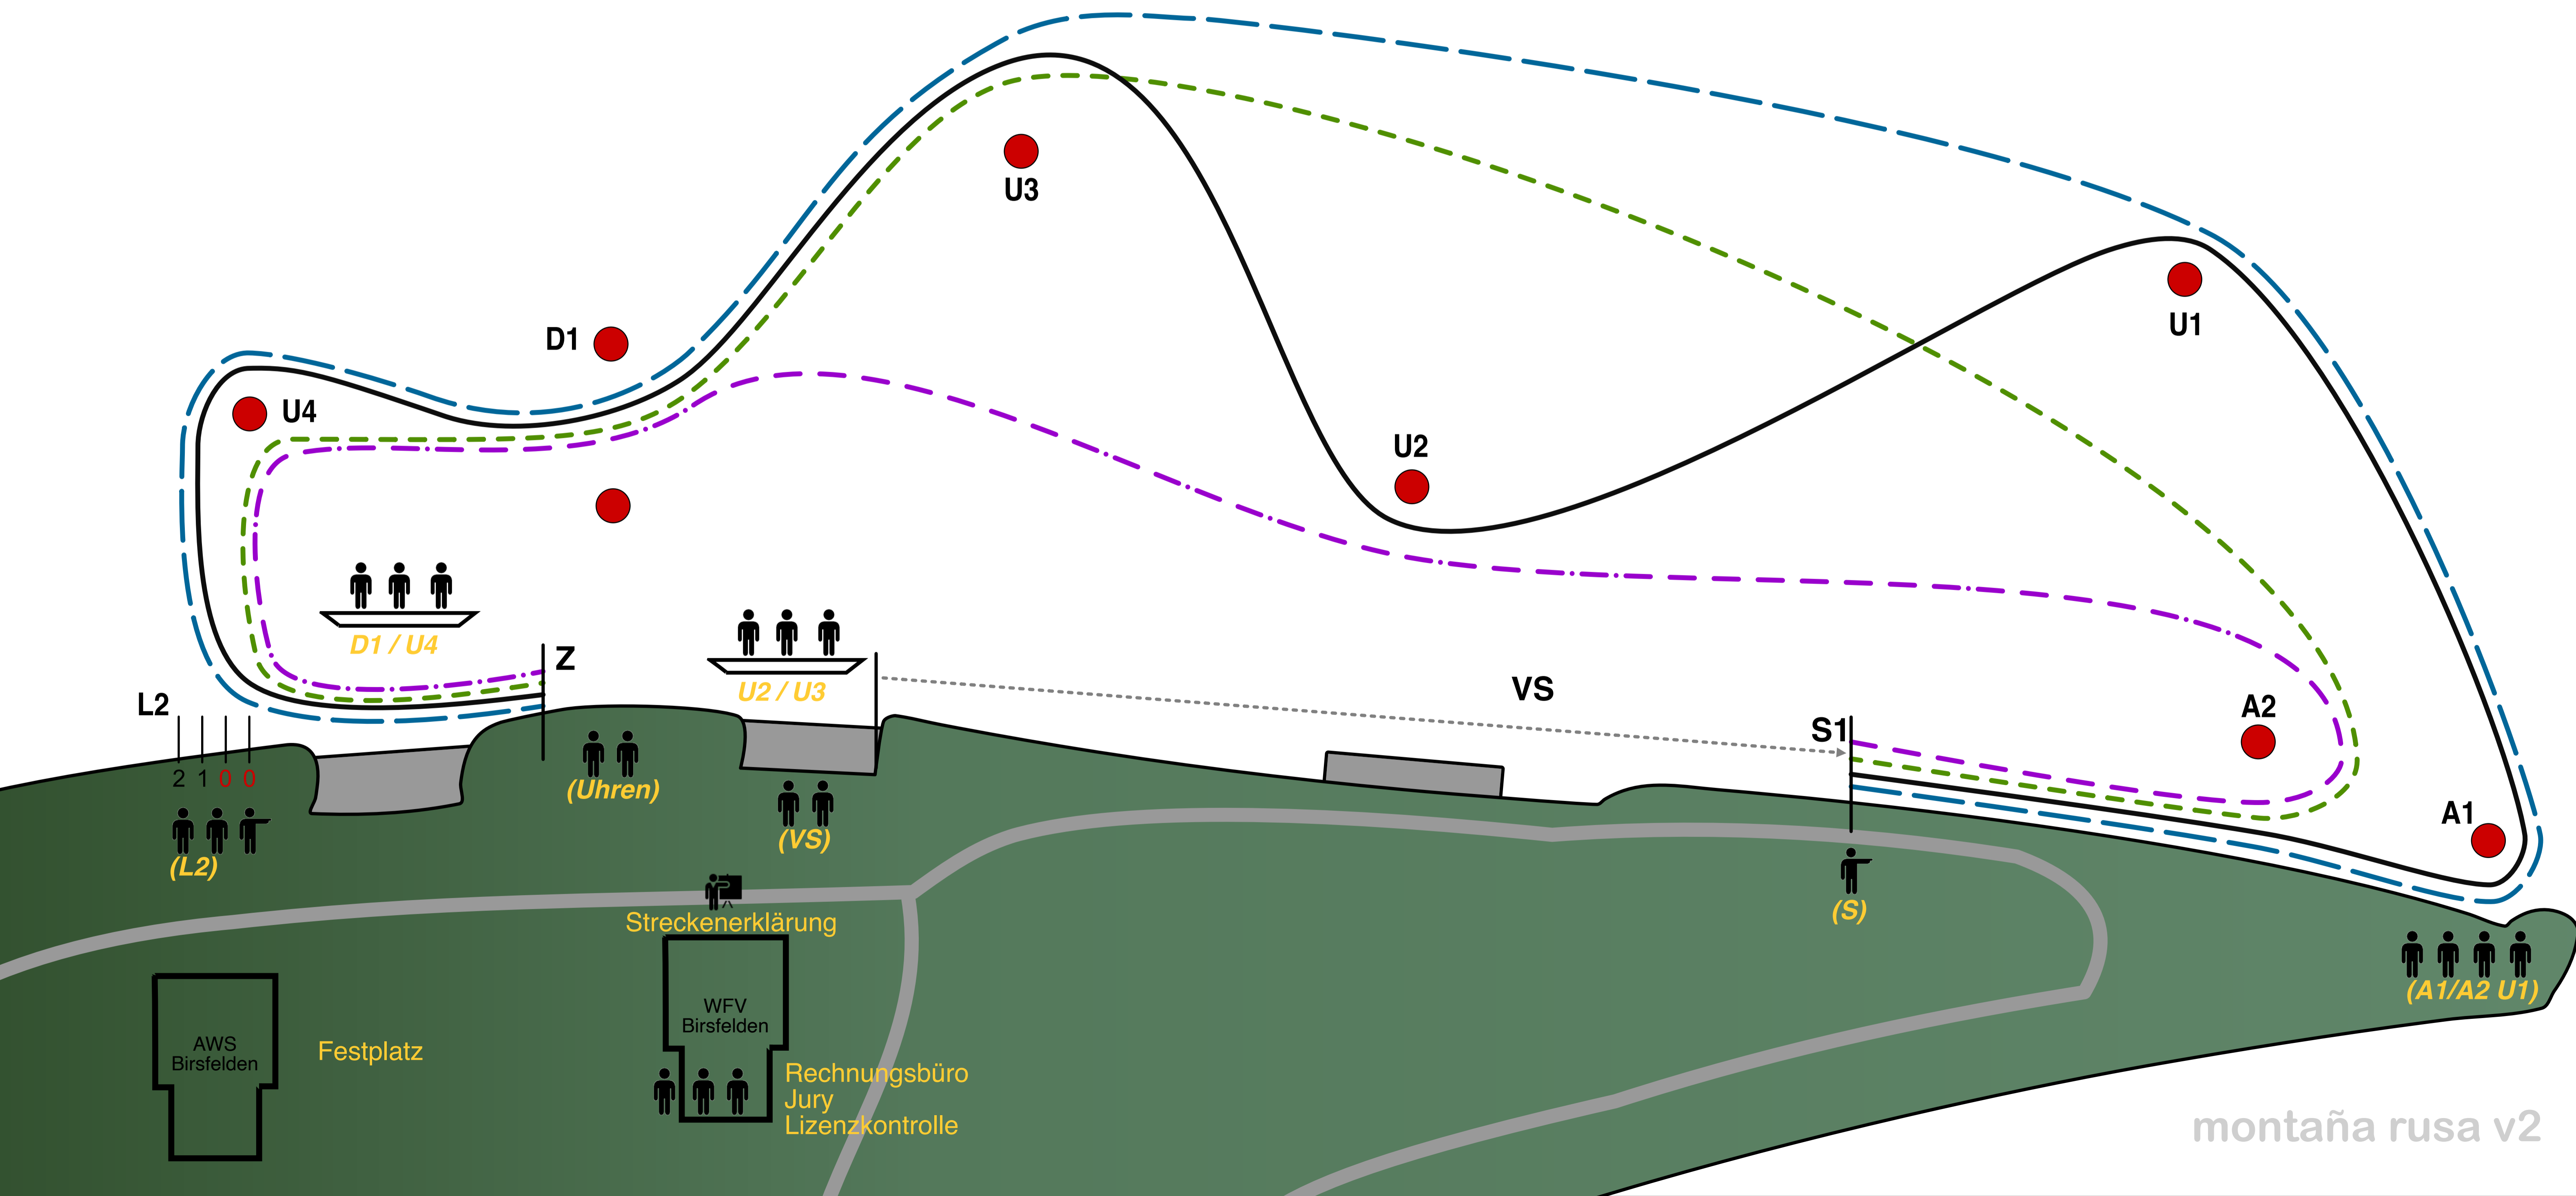 U3
D1
U1
U4
U2
D1 / U4
Z
U2 / U3
VS
L2
A2
S1
2 1 0 0
(Uhren)
A1
(VS)
(L2)
(S)
Streckenerklärung
(A1/A2 U1)
WFV
Birsfelden
AWS
Birsfelden
Festplatz
Rechnungsbüro
Jury
Lizenzkontrolle
montaña rusa v2